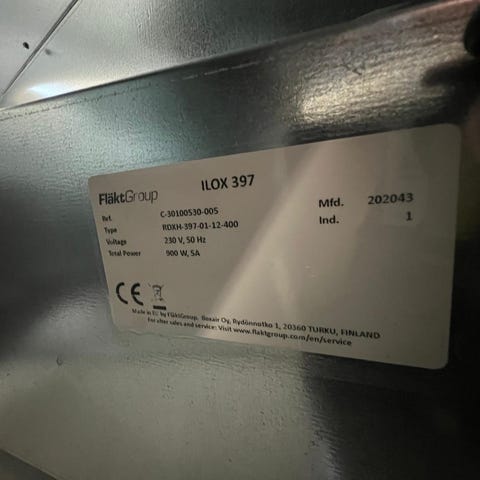 FläktGroup
ILOX 397
Ref. C-30100530-005
Mfd. 202043
Type RDXH-397-01-12-400
Ind. 1
Voltage 230 V, 50 Hz
Total Power 900 W, 5A
CE
Made in EU by FläktGroup. Boxair Oy, Rydönnotko 1, 20360 TURKU, FINLAND
For after sales and service: Visit www.flaktgroup.com/en/service